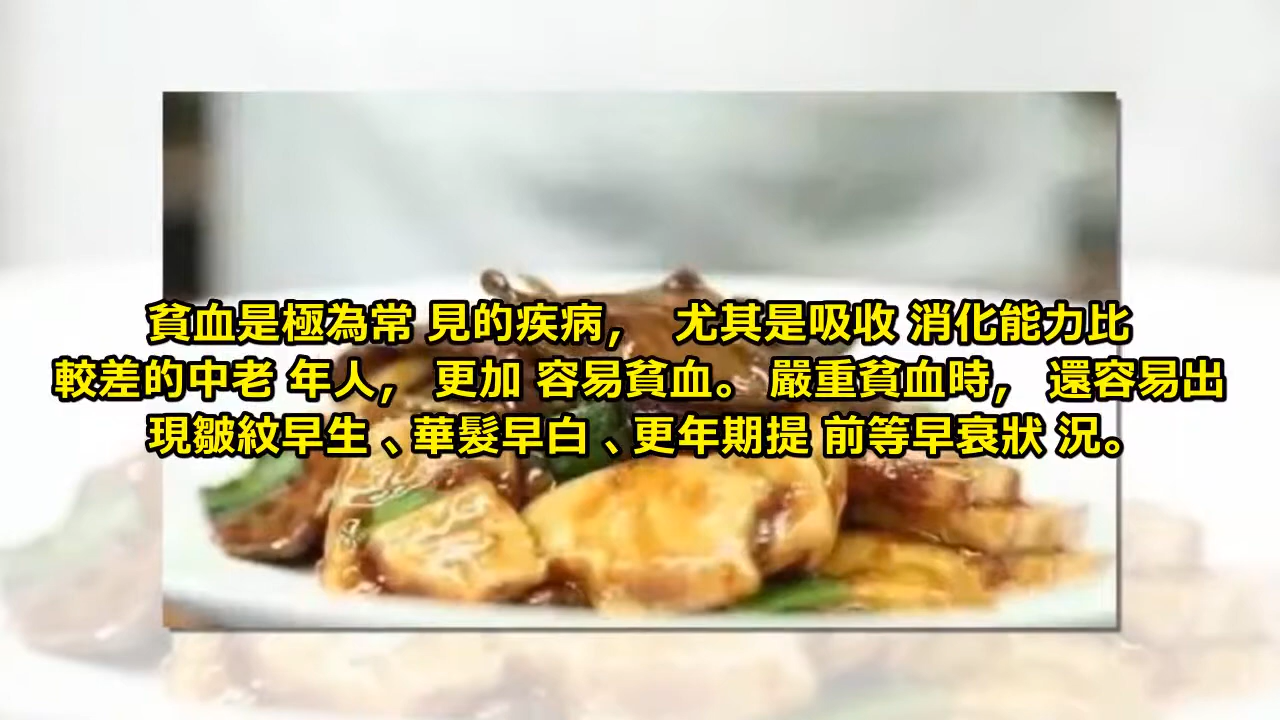 貧血是極為常 見的疾病， 尤其是吸收 消化能力比
較差的中老 年人， 更加 容易貧血。 嚴重貧血時， 還容易出
現皺紋早生、華髮早白、更年期提 前等早衰狀 況。